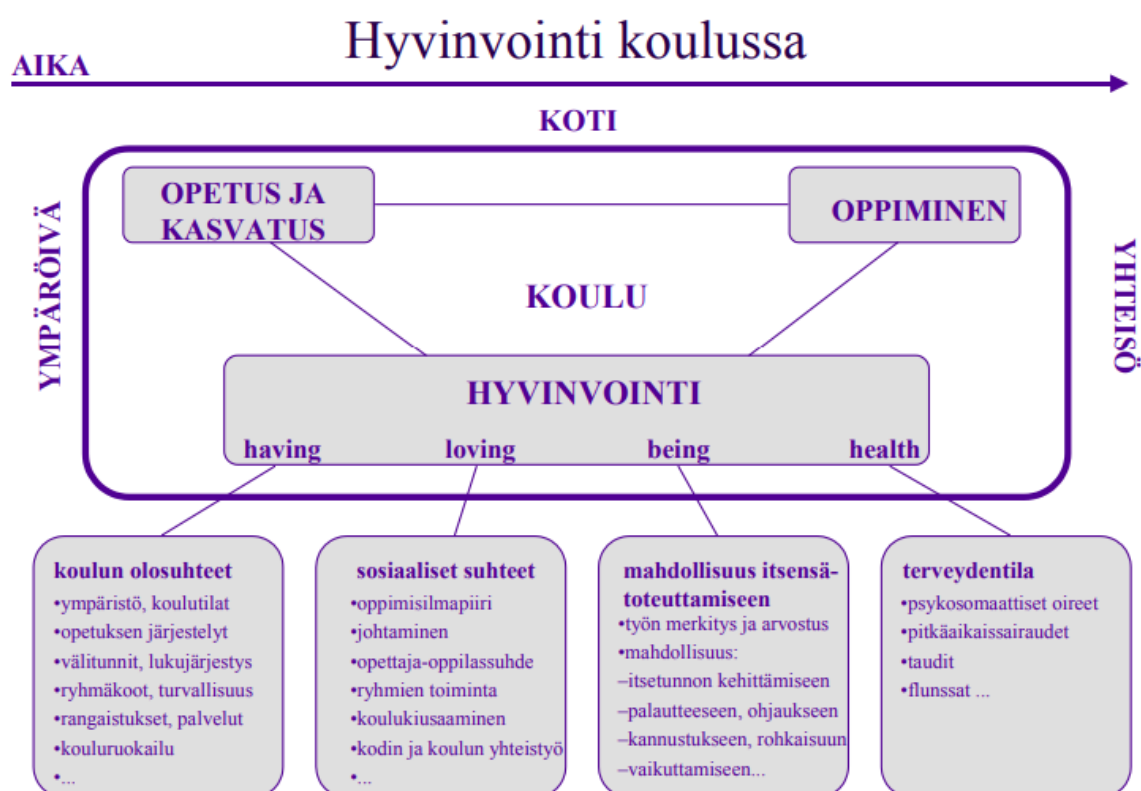 Hyvinvointi koulussa
AIKA
KOTI
YMPÄRÖIVÄ
YHTEISÖ
OPETUS JA
KASVATUS
OPPIMINEN
KOULU
HYVINVOINTI
having loving being health
koulun olosuhteet
•ympäristö, koulutilat
•opetuksen järjestelyt
•välitunnit, lukujärjestys
•ryhmäkoot, turvallisuus
•rangaistukset, palvelut
•kouluruokailu
•...
sosiaaliset suhteet
•oppimisilmapiiri
•johtaminen
•opettaja-oppilassuhde
•ryhmien toiminta
•koulukiusaaminen
•kodin ja koulun yhteistyö
•...
mahdollisuus itsensä-
toteuttamiseen
•työn merkitys ja arvostus
•mahdollisuus:
–itsetunnon kehittämiseen
–palautteeseen, ohjaukseen
–kannustukseen, rohkaisuun
–vaikuttamiseen...
terveydentila
•psykosomaattiset oireet
•pitkäaikaissairaudet
•taudit
•flunssat ...